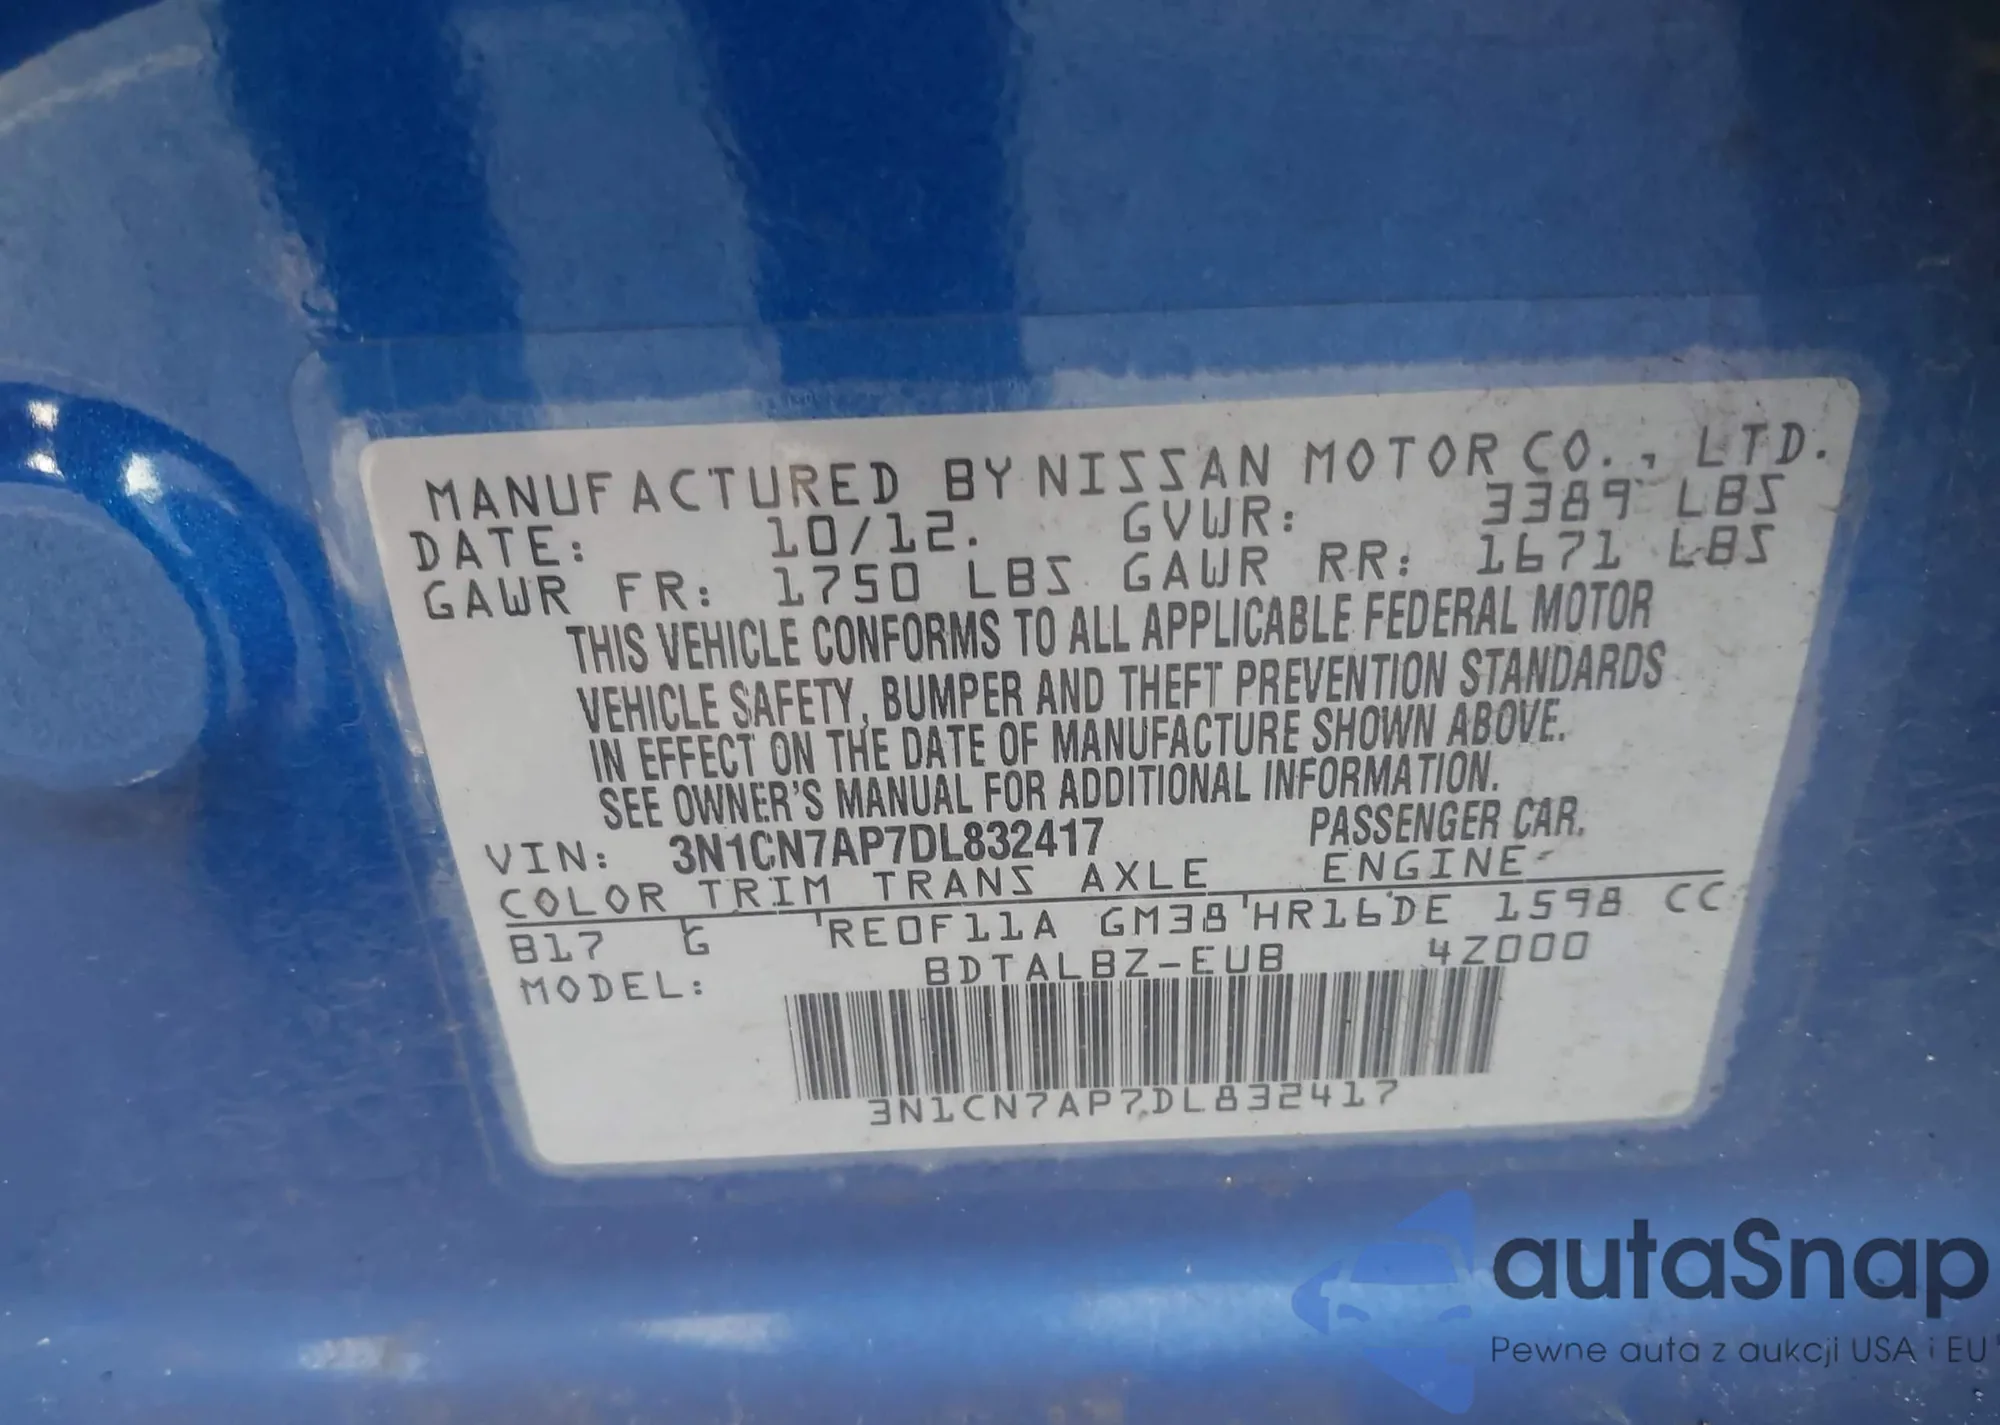 MANUFACTURED BY NISSAN MOTOR CO., LTD.
DATE: 10/12. GVWR: 3389 LBS
GAWR FR: 1750 LBS GAWR RR: 1671 LBS
THIS VEHICLE CONFORMS TO ALL APPLICABLE FEDERAL MOTOR
VEHICLE SAFETY, BUMPER AND THEFT PREVENTION STANDARDS
IN EFFECT ON THE DATE OF MANUFACTURE SHOWN ABOVE.
SEE OWNER'S MANUAL FOR ADDITIONAL INFORMATION.
VIN: 3N1CN7AP7DL832417 PASSENGER CAR.
COLOR TRIM TRANS AXLE ENGINE
B17 G RE0F11A GM38 HR16DE 1598 CC
MODEL: BDTALBZ-EUB 4Z000
3N1CN7AP7DL832417
autaSnap
Pewne auta z aukcji USA i EU